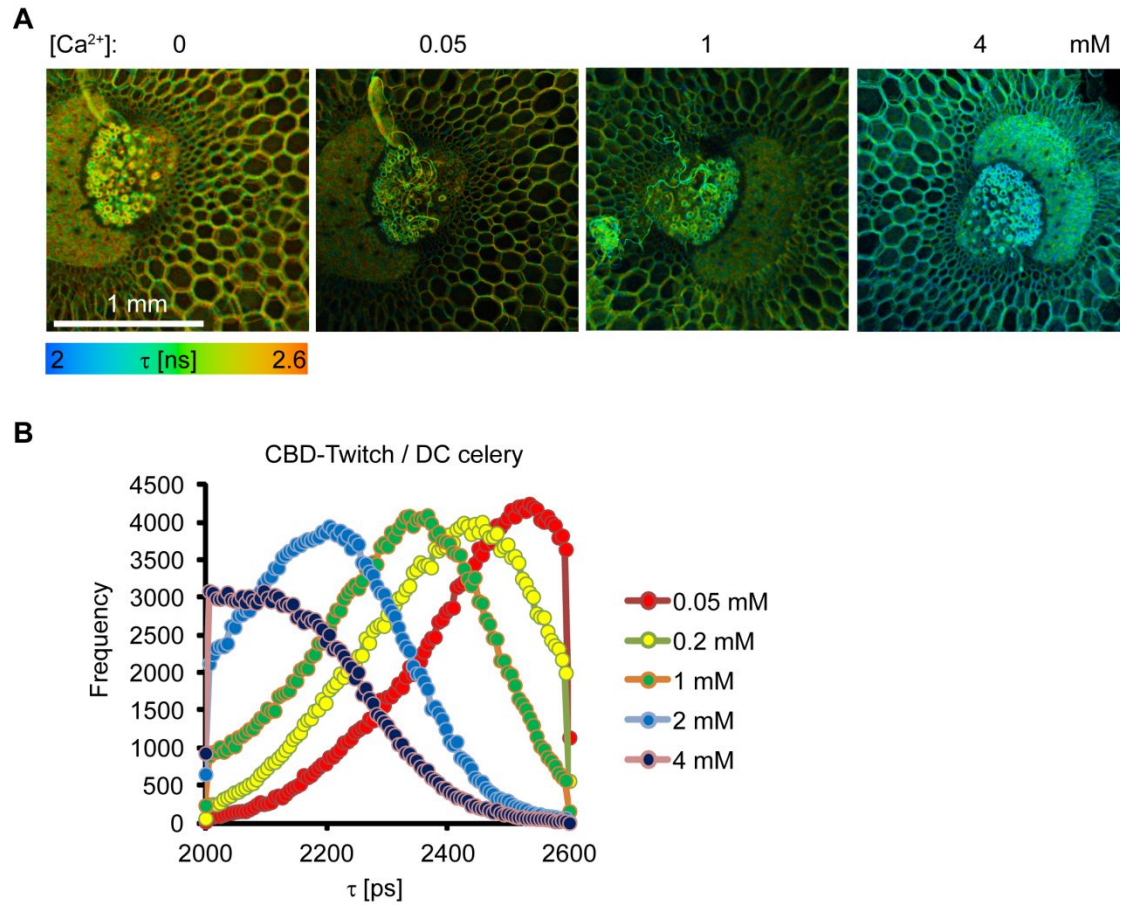 A
[Ca²⁺]: 0 0.05 1 4 mM
1 mm
2 τ [ns] 2.6
B
CBD-Twitch / DC celery
4500
4000
3500
3000
2500
2000
1500
1000
500
0
Frequency
2000 2200 2400 2600
τ [ps]
0.05 mM
0.2 mM
1 mM
2 mM
4 mM